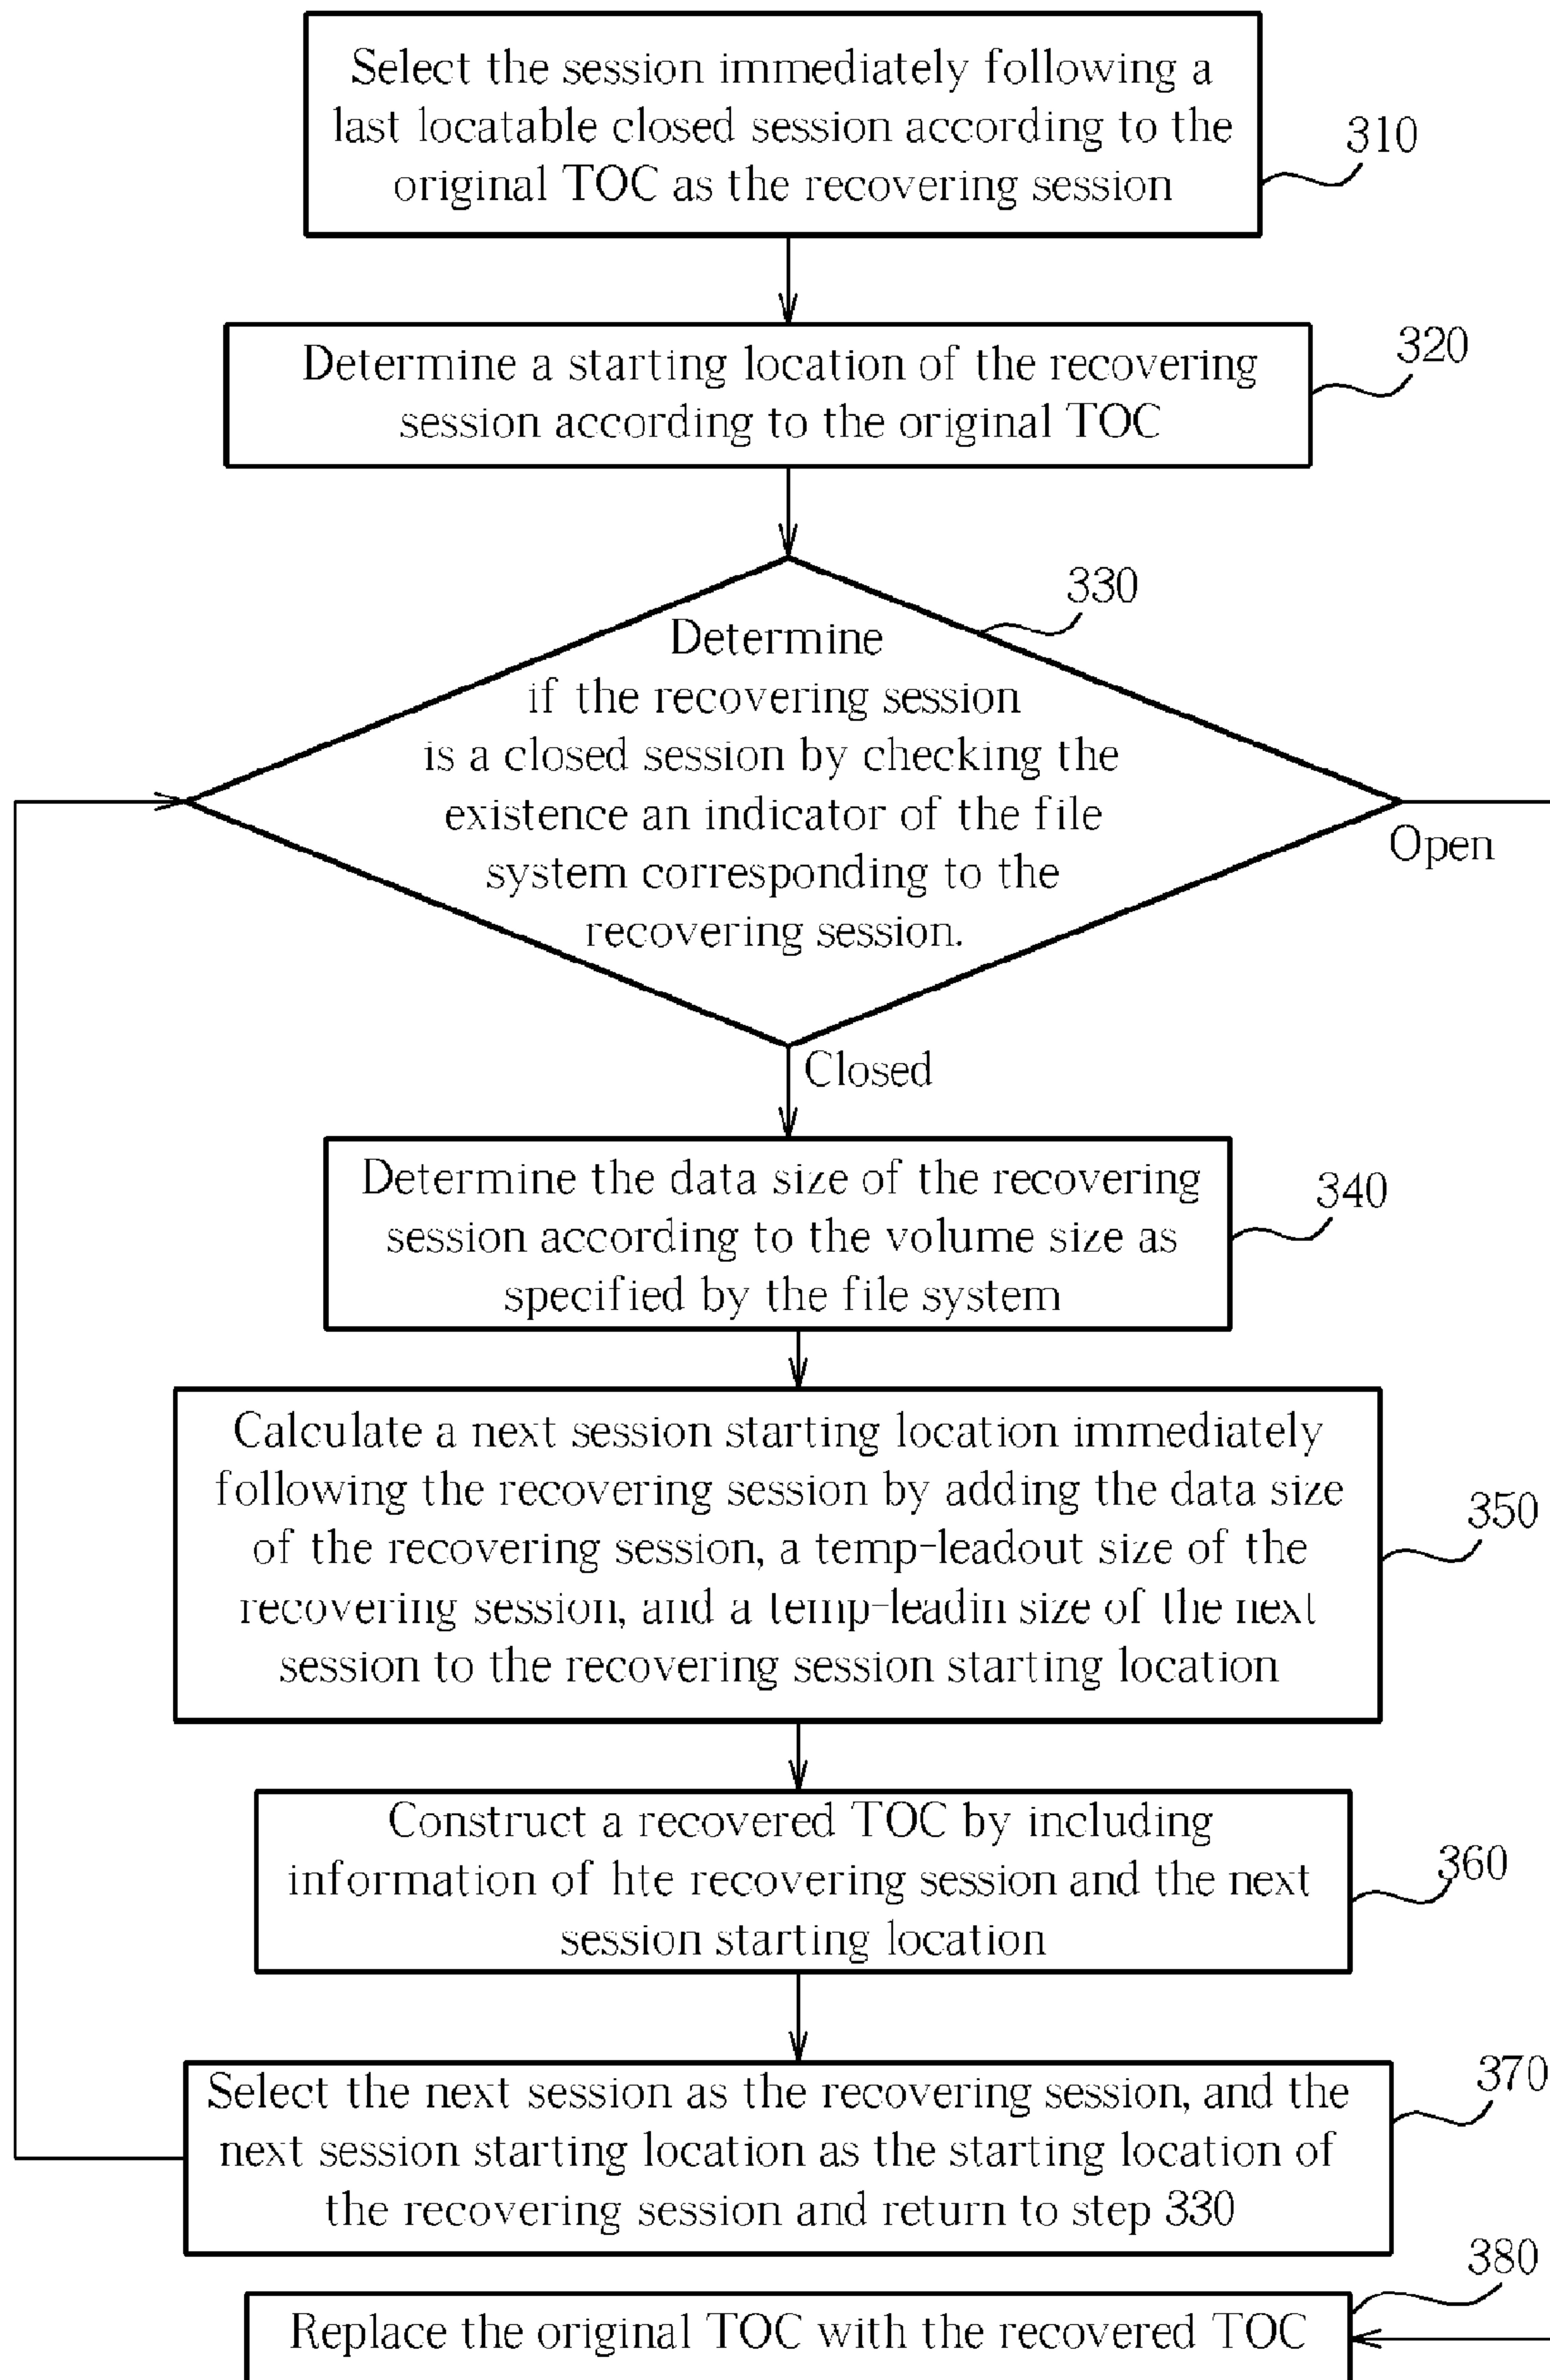 Select the session immediately following a
last locatable closed session according to the
original TOC as the recovering session
310
Determine a starting location of the recovering
session according to the original TOC
320
330
Determine
if the recovering session
is a closed session by checking the
existence an indicator of the file
system corresponding to the
recovering session.
Open
Closed
Determine the data size of the recovering
session according to the volume size as
specified by the file system
340
Calculate a next session starting location immediately
following the recovering session by adding the data size
of the recovering session, a temp-leadout size of the
recovering session, and a temp-leadin size of the next
session to the recovering session starting location
350
Construct a recovered TOC by including
information of hte recovering session and the next
session starting location
360
Select the next session as the recovering session, and the
next session starting location as the starting location of
the recovering session and return to step 330
370
380
Replace the original TOC with the recovered TOC